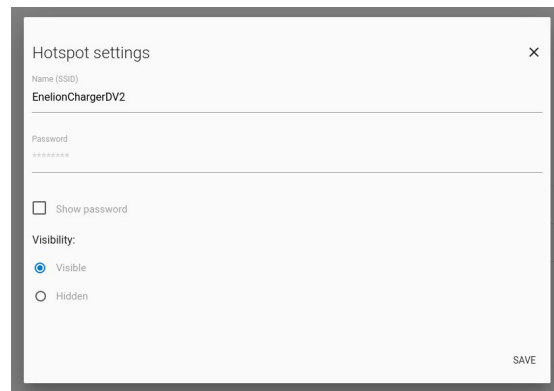 Hotspot settings
Name (SSID)
EnelionChargerDV2
Password
********
Show password
Visibility:
Visible
Hidden
SAVE